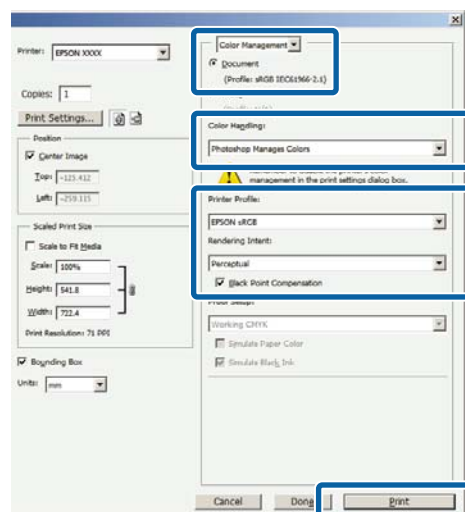 Printer: EPSON XXXX
Copies: 1
Print Settings...
Position
Center Image
Top: -125.412
Left: -259.115
Scaled Print Size
Scale to Fit Media
Scale: 100%
Height: 541.8
Width: 722.4
Print Resolution: 71 PPI
Bounding Box
Units: mm
Color Management
Document
(Profile: sRGB IEC61966-2.1)
Color Handling:
Photoshop Manages Colors
management in the print settings dialog box.
Printer Profile:
EPSON sRGB
Rendering Intent:
Perceptual
Black Point Compensation
Proof Setup:
Working CMYK
Simulate Paper Color
Simulate Black Ink
Cancel
Done
Print